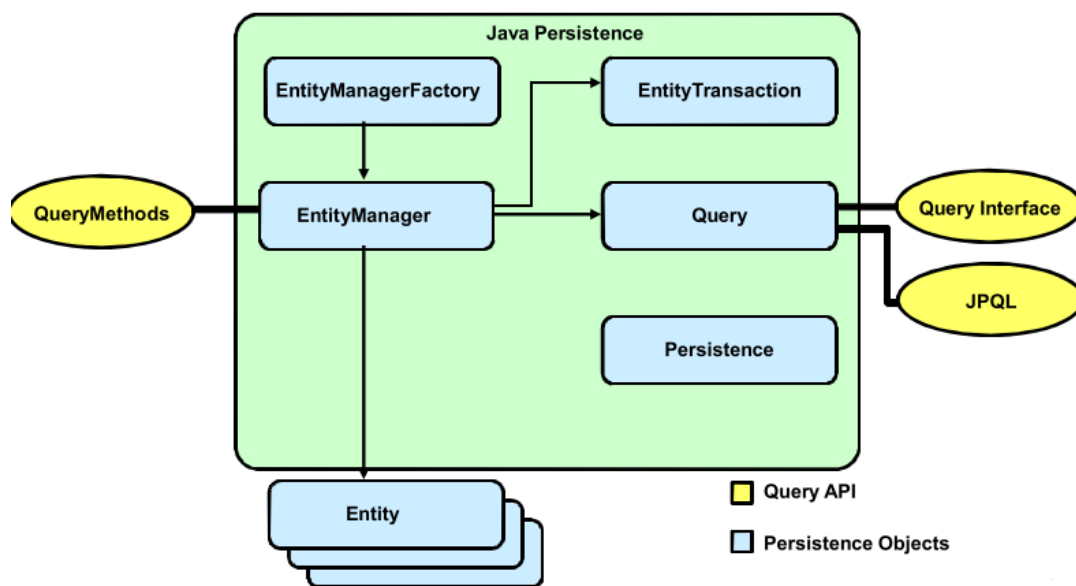 Java Persistence
EntityManagerFactory
EntityTransaction
QueryMethods
EntityManager
Query
Query Interface
JPQL
Persistence
Entity
Query API
Persistence Objects